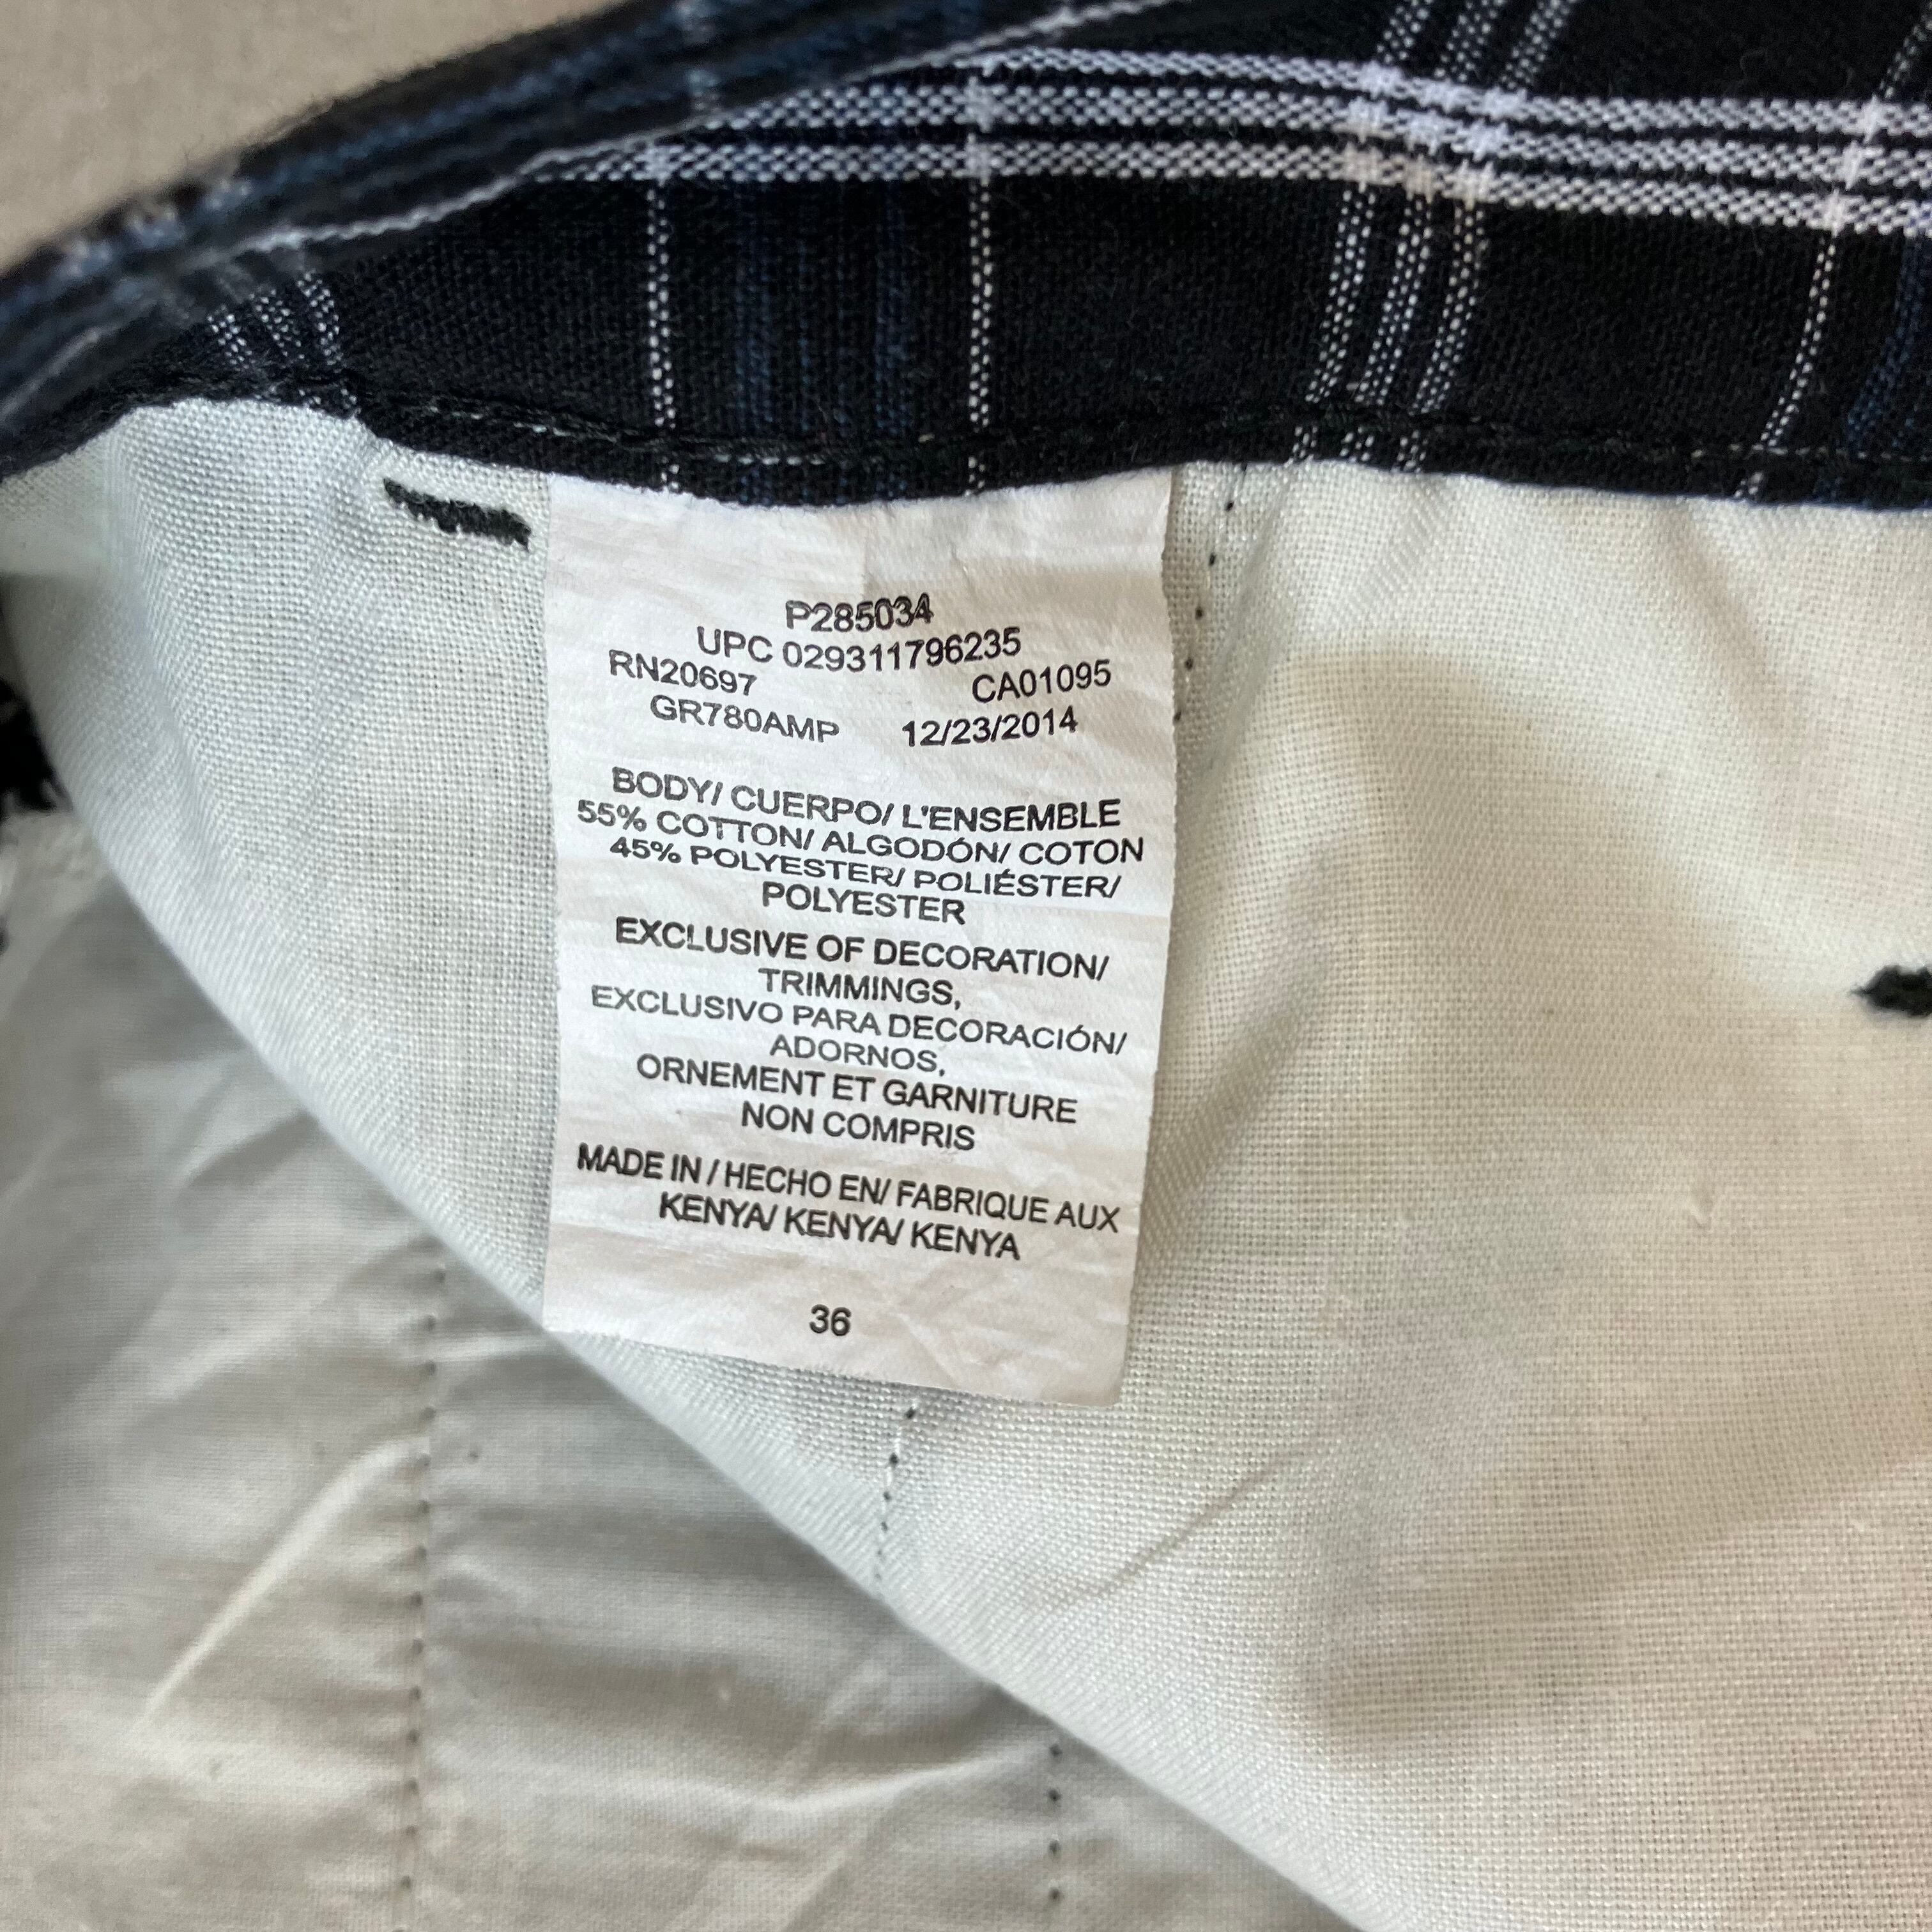 P285034
UPC 029311796235
RN20697 CA01095
GR780AMP 12/23/2014
BODY/ CUERPO/ L'ENSEMBLE
55% COTTON/ ALGODÓN/ COTON
45% POLYESTER/ POLIÉSTER/
POLYESTER
EXCLUSIVE OF DECORATION/
TRIMMINGS,
EXCLUSIVO PARA DECORACIÓN/
ADORNOS,
ORNEMENT ET GARNITURE
NON COMPRIS
MADE IN / HECHO EN/ FABRIQUE AUX
KENYA/ KENYA/ KENYA
36